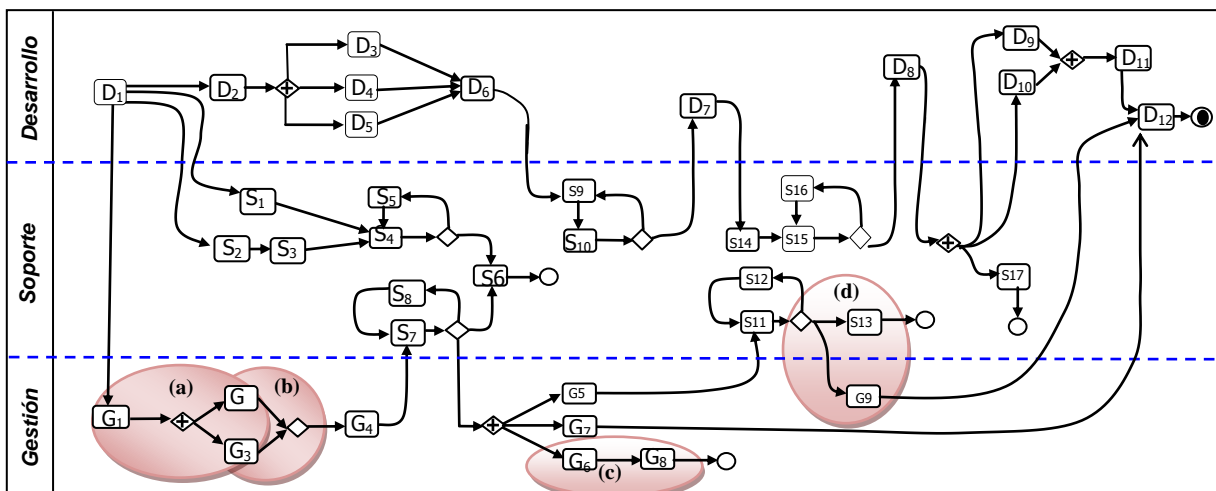 Desarrollo
D1
D2
D3
D4
D5
D6
D7
D8
D9
D10
D11
D12
Soporte
S1
S2
S3
S5
S4
S6
S8
S7
S9
S10
S14
S16
S15
S12
S11
(d)
S13
S17
Gestión
(a)
(b)
G1
G
G3
G4
G5
G7
G6
(c)
G8
G9